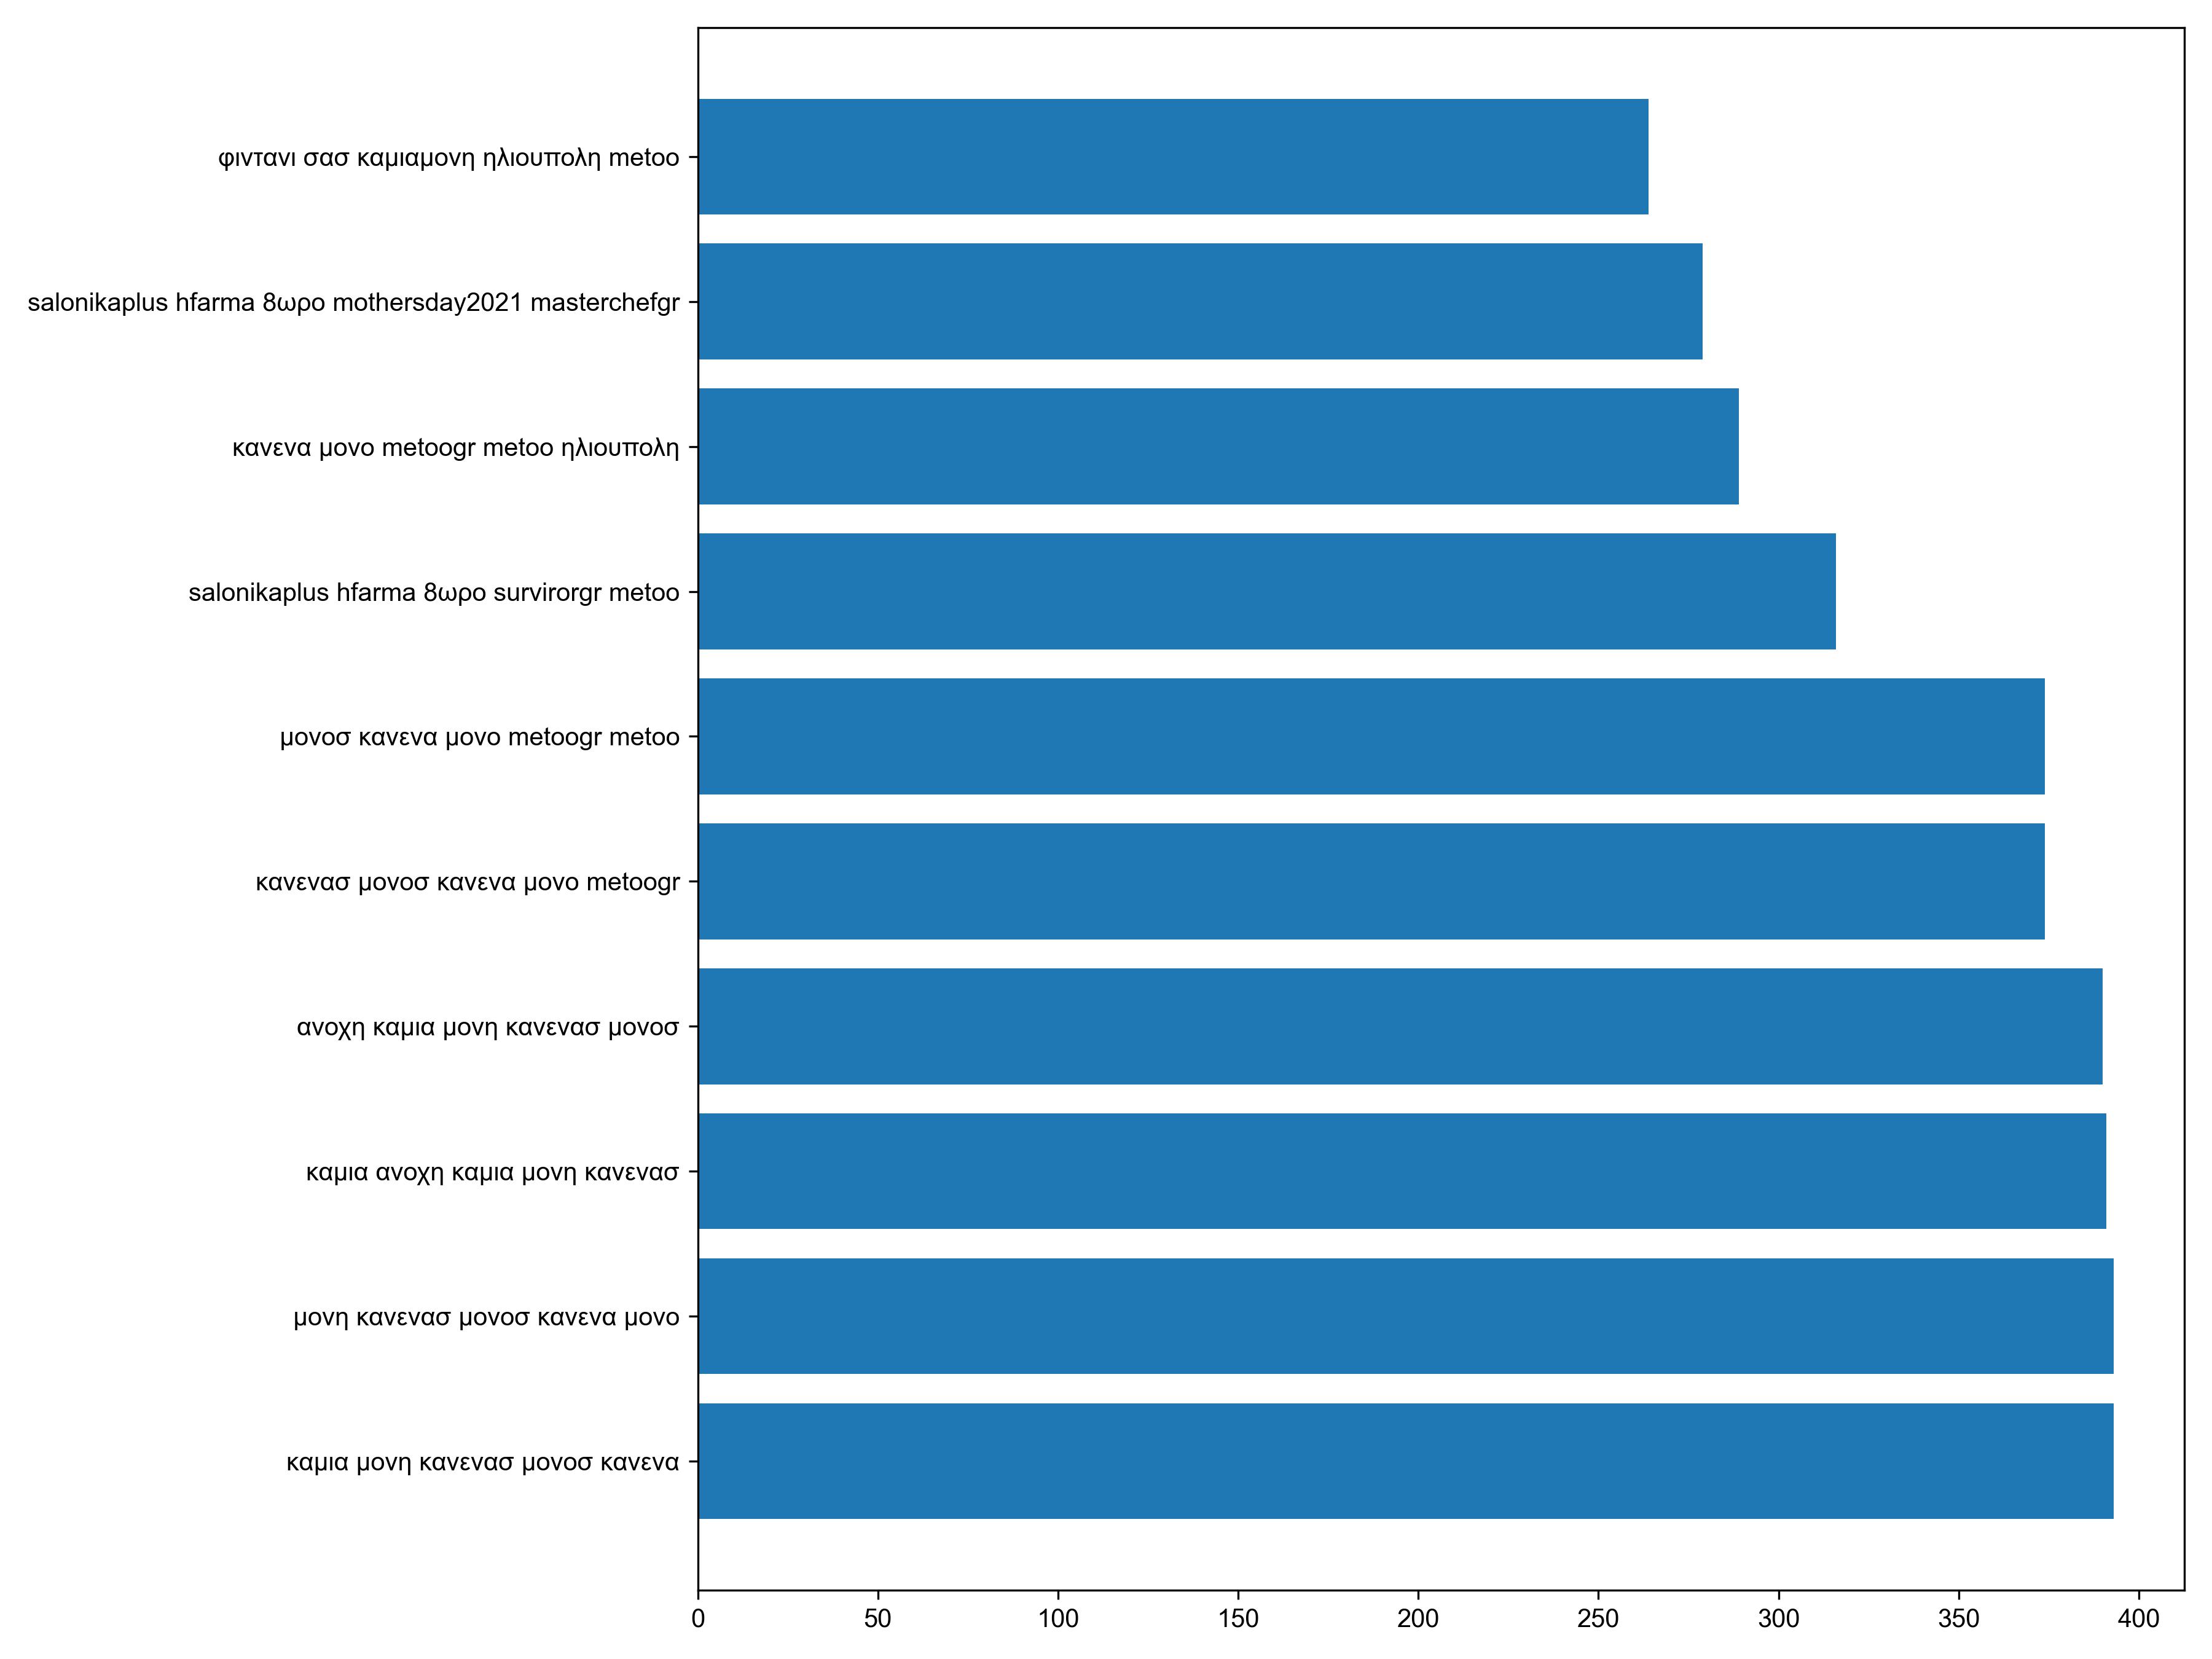 φιντανι σασ καμιαμονη ηλιουπολη metoo
salonikaplus hfarma 8ωρο mothersday2021 masterchefgr
κανενα μονο metoogr metoo ηλιουπολη
salonikaplus hfarma 8ωρο survirorgr metoo
μονοσ κανενα μονο metoogr metoo
κανενασ μονοσ κανενα μονο metoogr
ανοχη καμια μονη κανενασ μονοσ
καμια ανοχη καμια μονη κανενασ
μονη κανενασ μονοσ κανενα μονο
καμια μονη κανενασ μονοσ κανενα
0 50 100 150 200 250 300 350 400